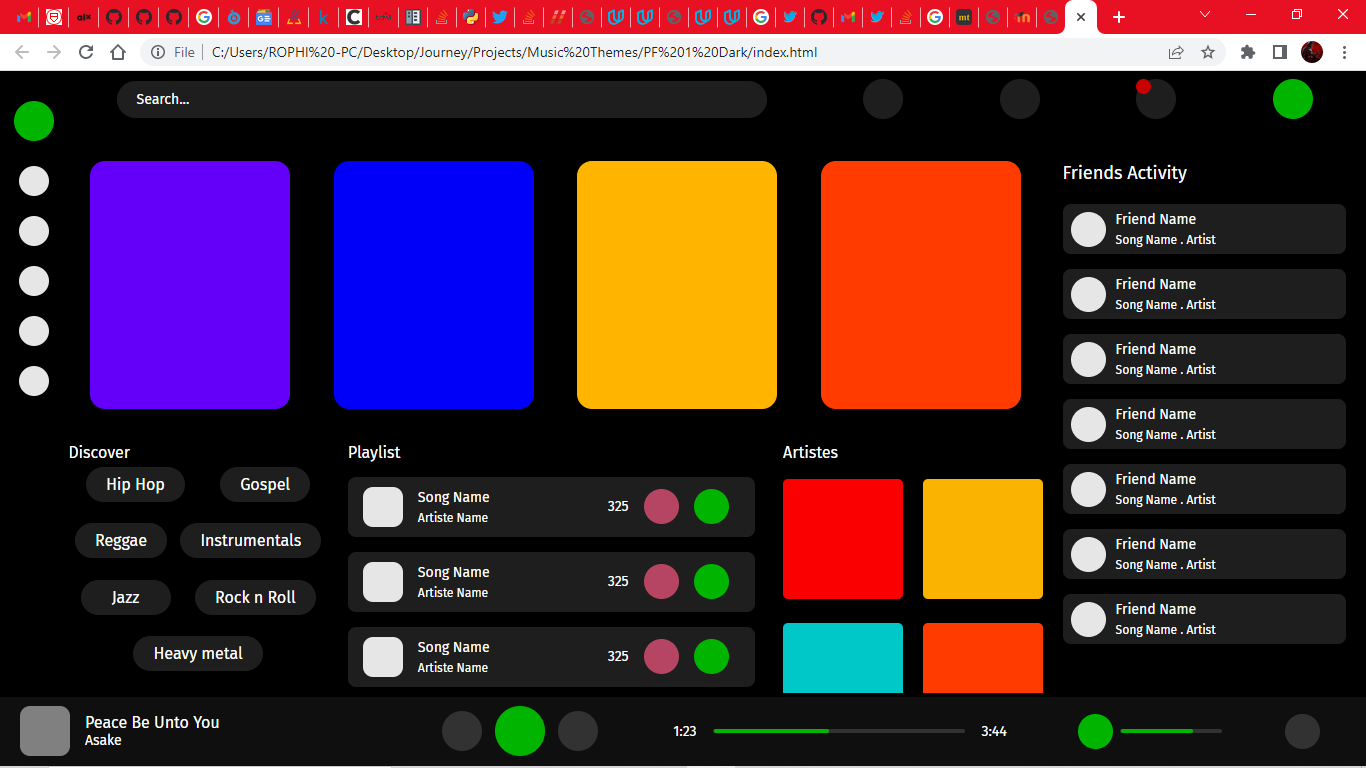 File
C:/Users/ROPHI%20-PC/Desktop/Journey/Projects/Music%20Themes/PF%201%20Dark/index.html
Search...
Friends Activity
Friend Name
Song Name . Artist
Friend Name
Song Name . Artist
Friend Name
Song Name . Artist
Friend Name
Song Name . Artist
Friend Name
Song Name . Artist
Friend Name
Song Name . Artist
Friend Name
Song Name . Artist
Discover
Hip Hop
Gospel
Reggae
Instrumentals
Jazz
Rock n Roll
Heavy metal
Playlist
Song Name
Artiste Name
325
Song Name
Artiste Name
325
Song Name
Artiste Name
325
Artistes
Peace Be Unto You
Asake
1:23
3:44